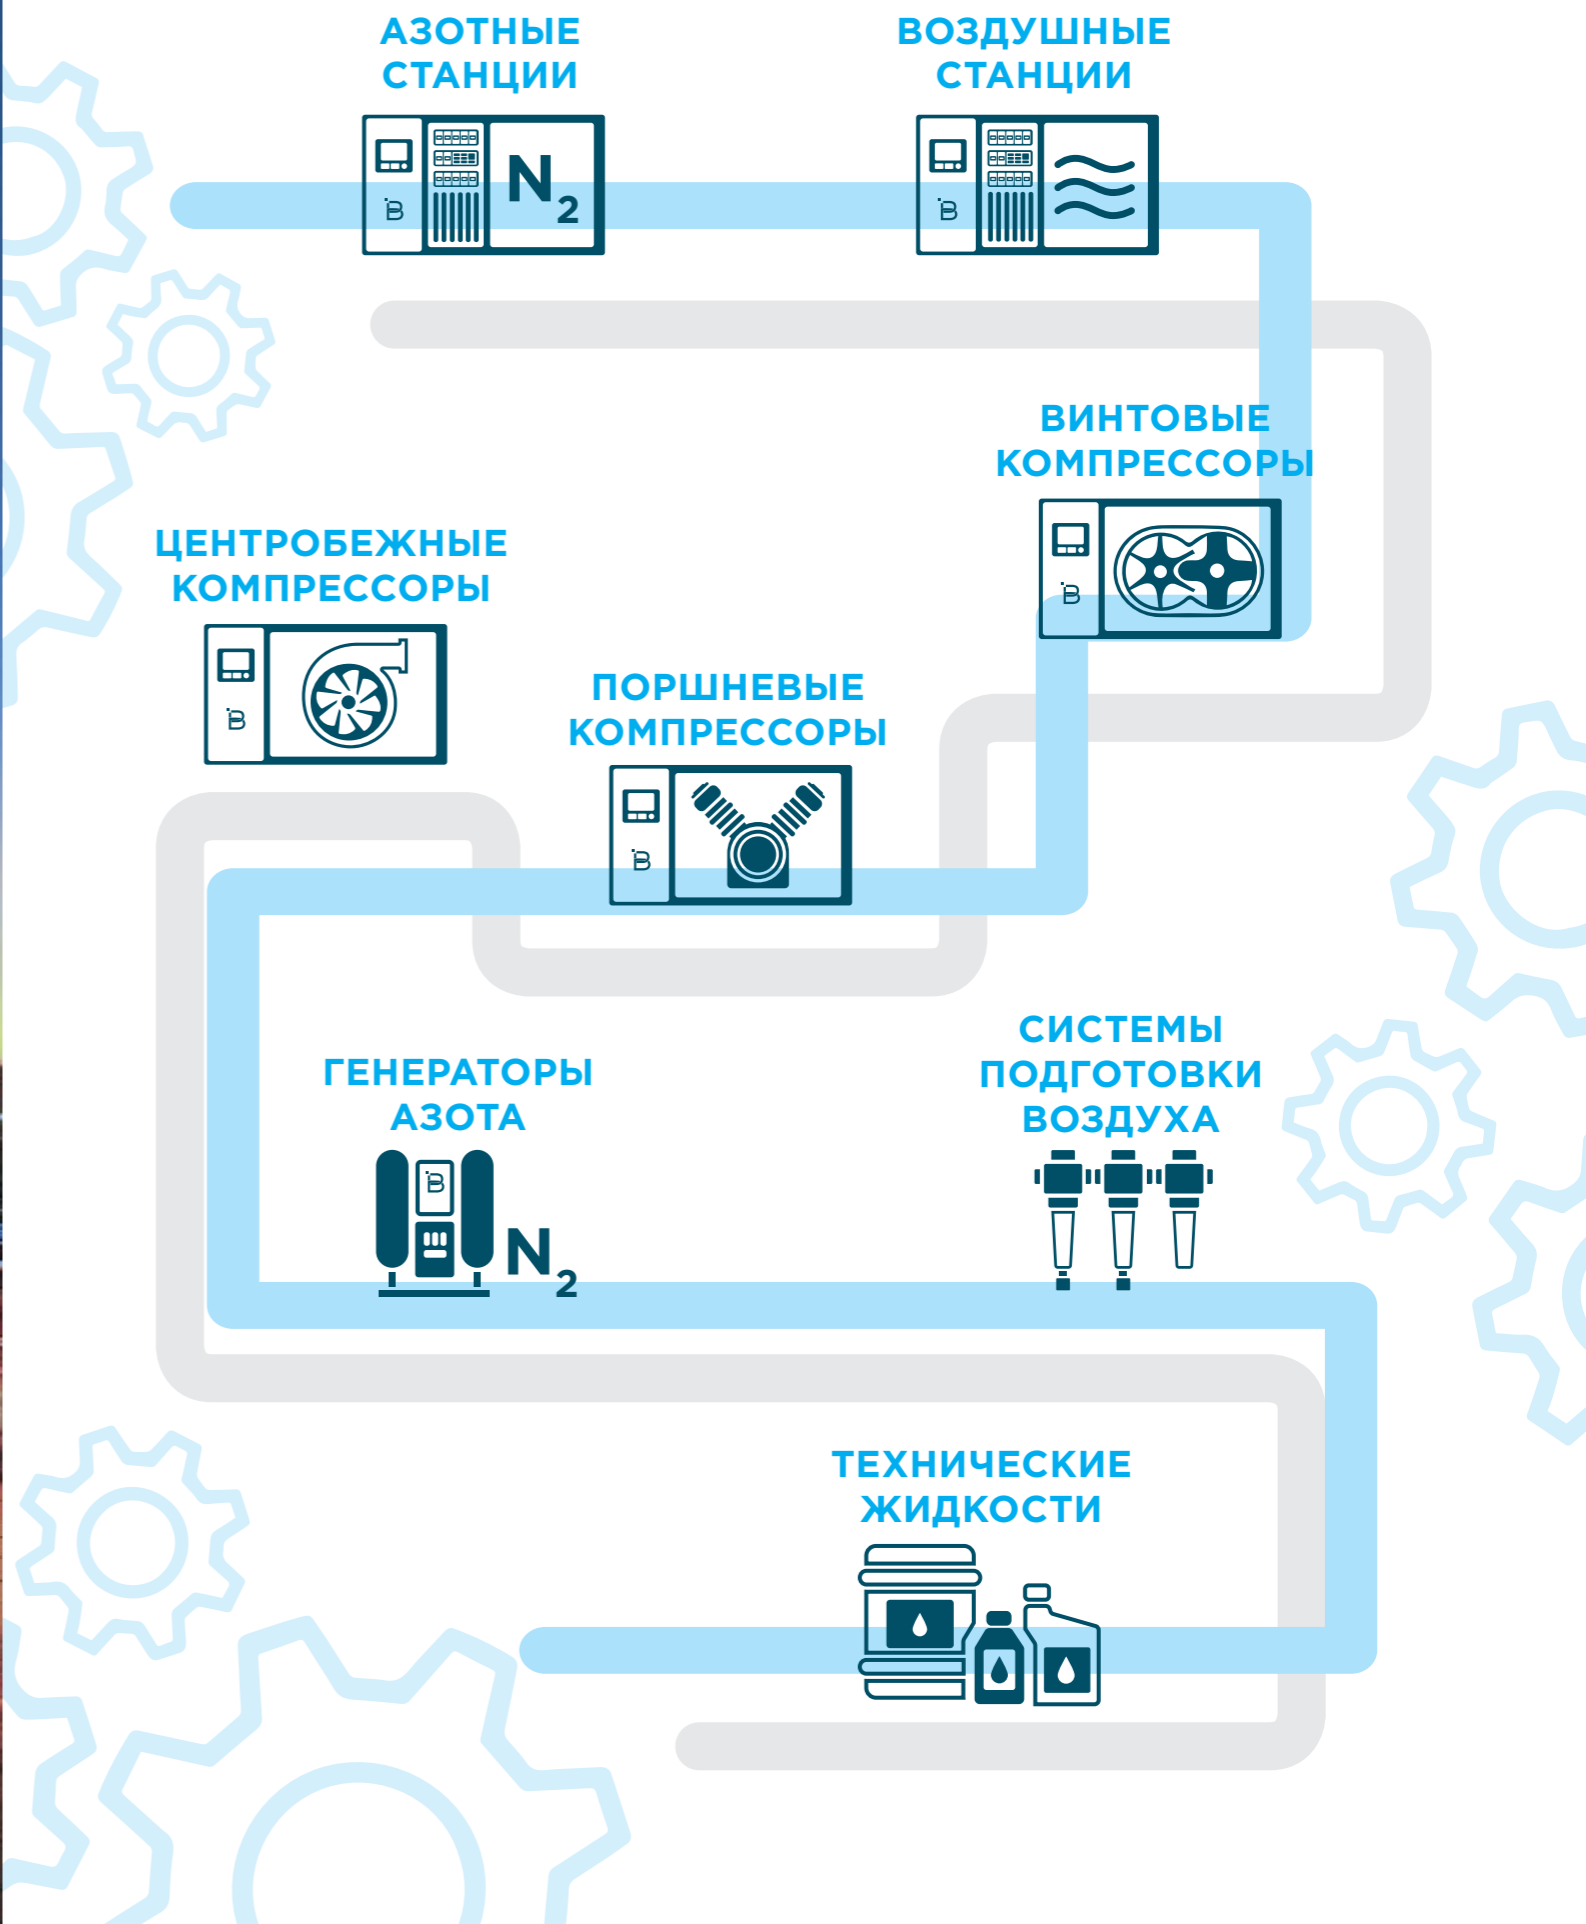 АЗОТНЫЕ
СТАНЦИИ
N2
B
ВОЗДУШНЫЕ
СТАНЦИИ
B
ВИНТОВЫЕ
КОМПРЕССОРЫ
B
ЦЕНТРОБЕЖНЫЕ
КОМПРЕССОРЫ
B
ПОРШНЕВЫЕ
КОМПРЕССОРЫ
B
ГЕНЕРАТОРЫ
АЗОТА
B
N2
СИСТЕМЫ
ПОДГОТОВКИ
ВОЗДУХА
ТЕХНИЧЕСКИЕ
ЖИДКОСТИ